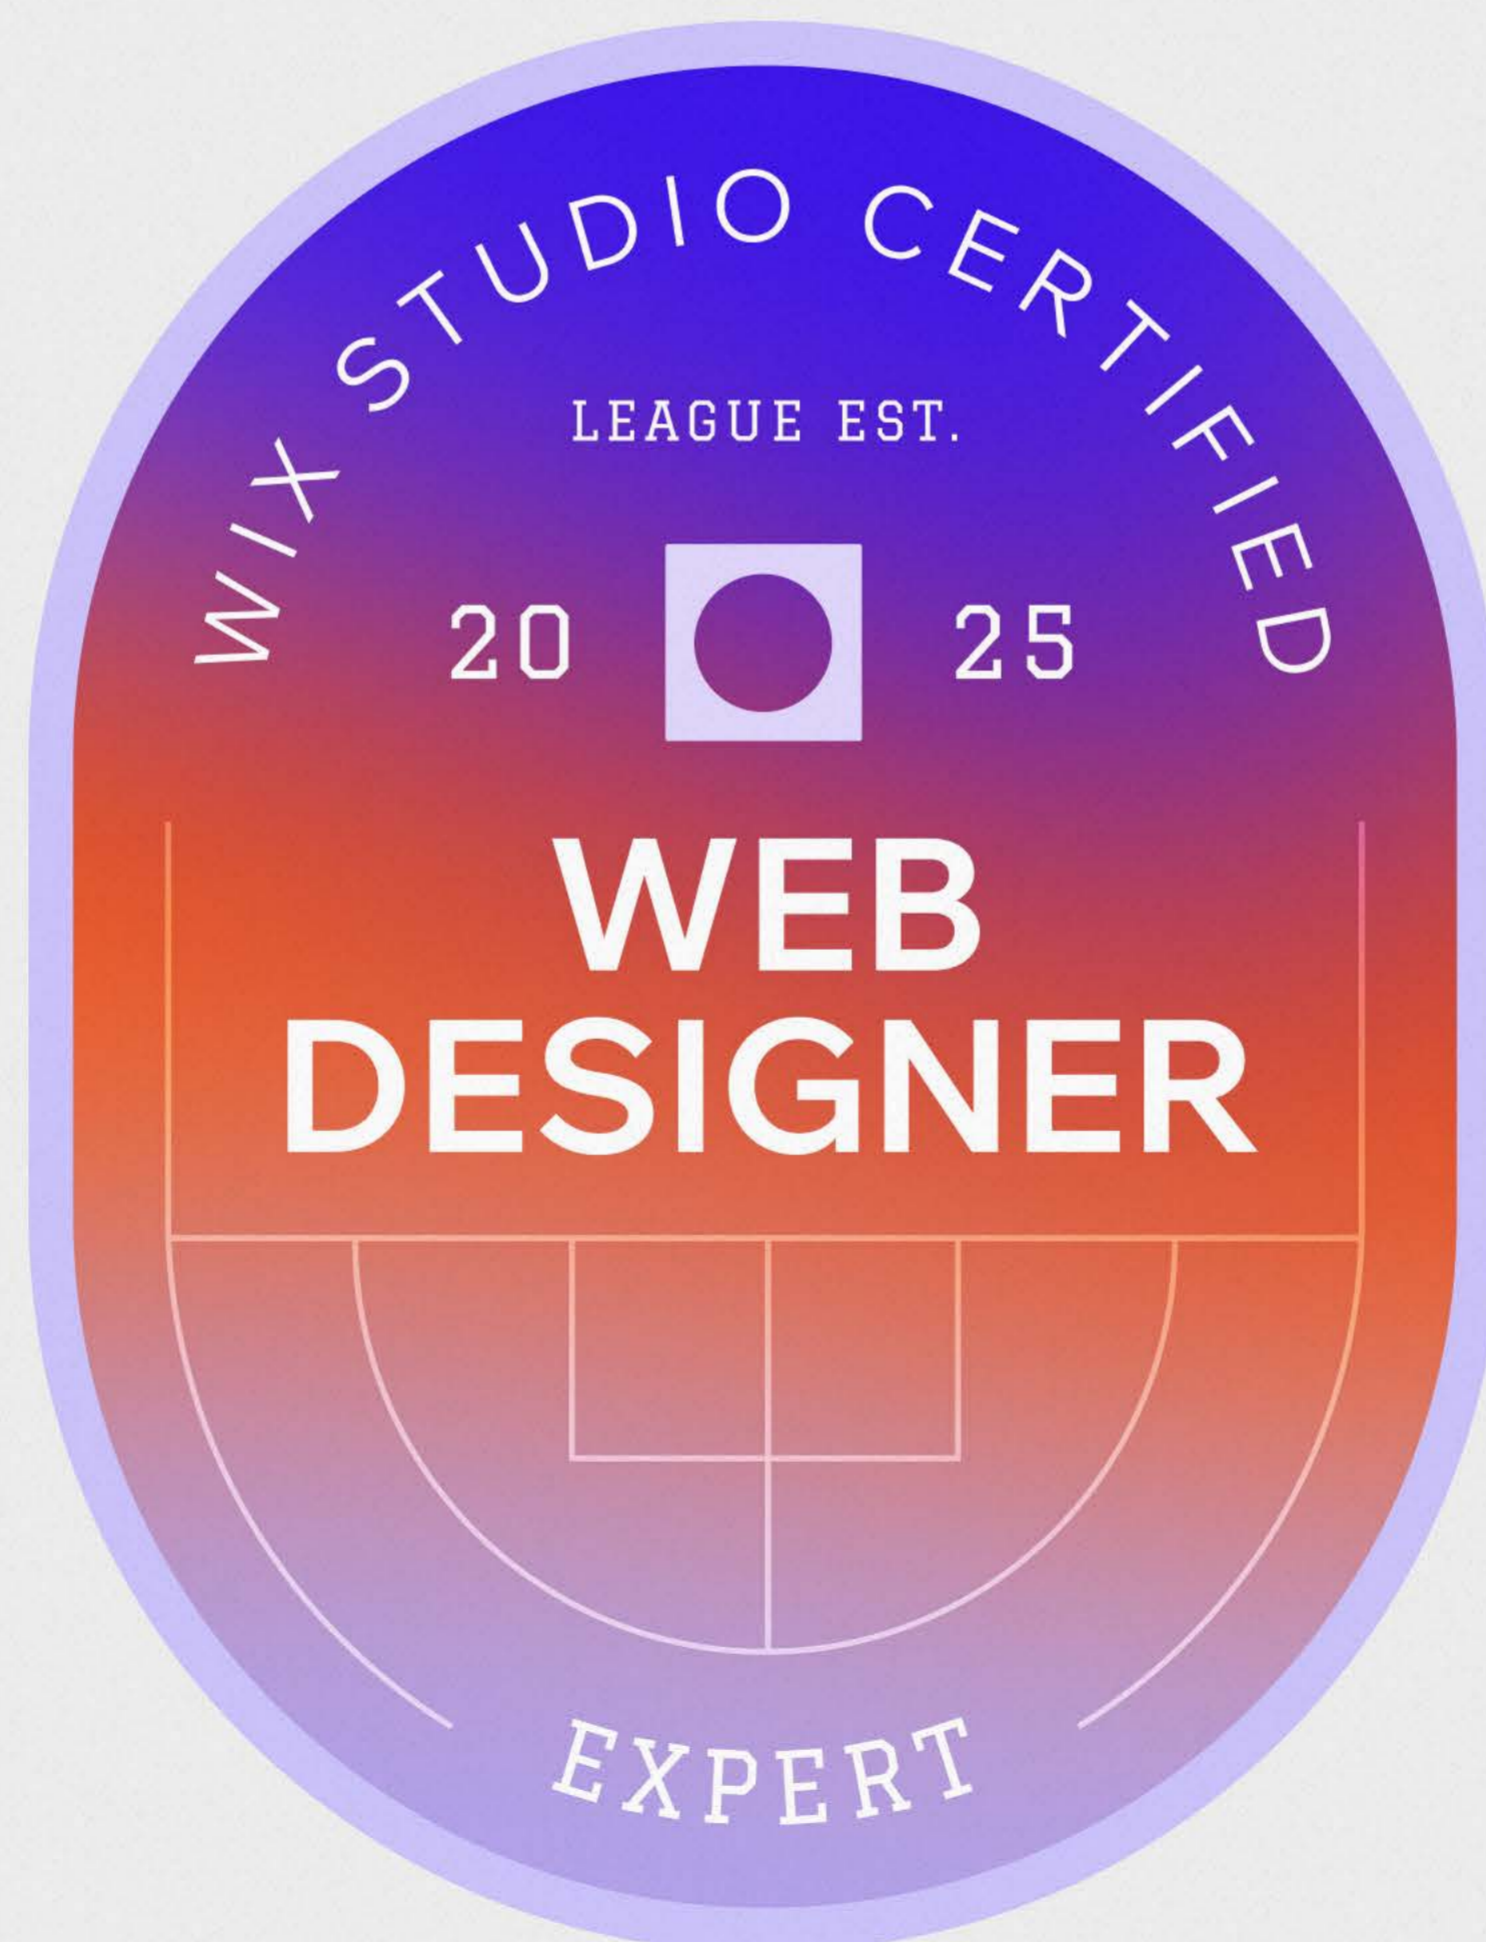 WIX STUDIO CERTIFIED
LEAGUE EST.
20 25
WEB
DESIGNER
EXPERT